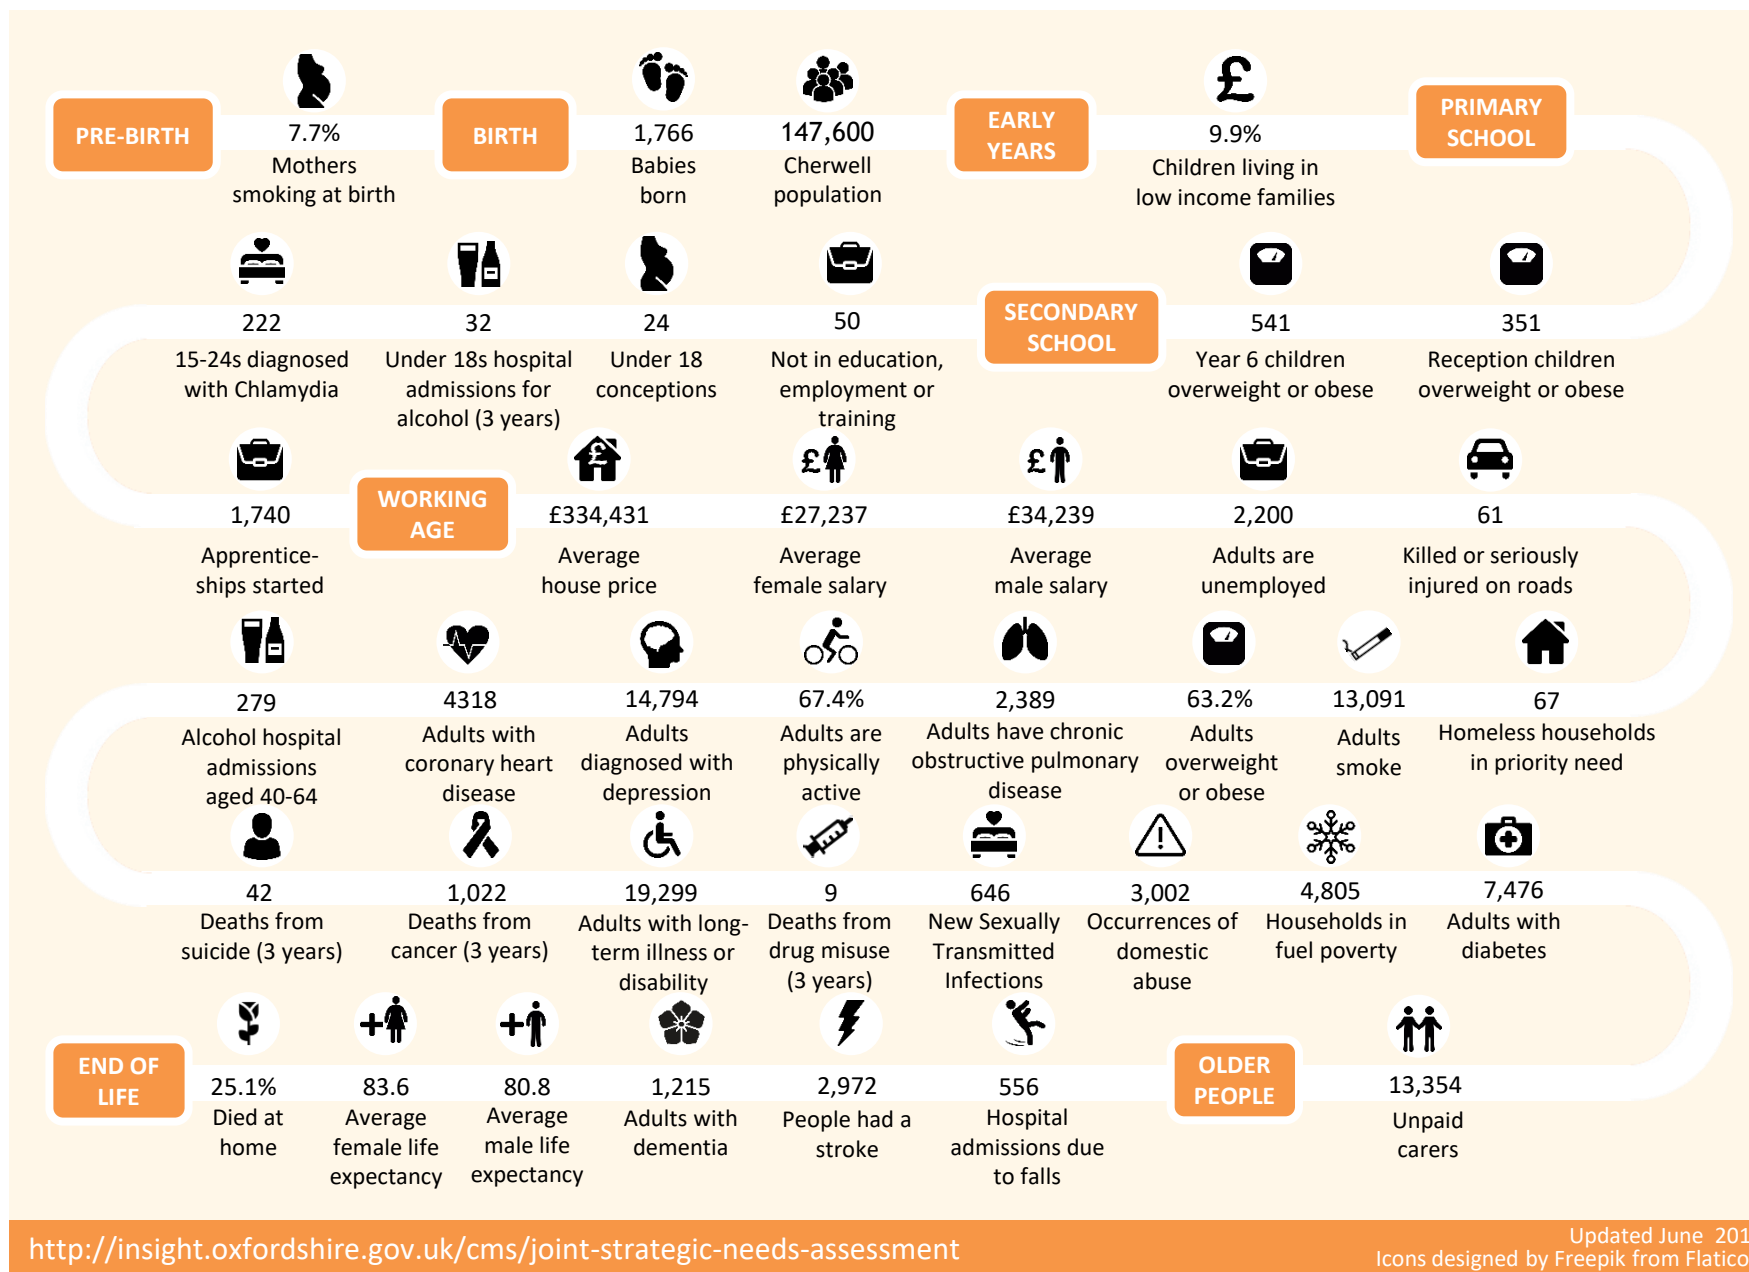 PRE-BIRTH
7.7%
Mothers
smoking at birth
BIRTH
1,766
Babies
born
147,600
Cherwell
population
EARLY
YEARS
£
9.9%
Children living in
low income families
PRIMARY
SCHOOL
222
15-24s diagnosed
with Chlamydia
32
Under 18s hospital
admissions for
alcohol (3 years)
24
Under 18
conceptions
50
Not in education,
employment or
training
SECONDARY
SCHOOL
541
Year 6 children
overweight or obese
351
Reception children
overweight or obese
1,740
Apprentice-
ships started
WORKING
AGE
£
£334,431
Average
house price
£
£27,237
Average
female salary
£
£34,239
Average
male salary
2,200
Adults are
unemployed
61
Killed or seriously
injured on roads
279
Alcohol hospital
admissions
aged 40-64
4318
Adults with
coronary heart
disease
14,794
Adults
diagnosed with
depression
67.4%
Adults are
physically
active
2,389
Adults have chronic
obstructive pulmonary
disease
63.2%
Adults
overweight
or obese
13,091
Adults
smoke
67
Homeless households
in priority need
42
Deaths from
suicide (3 years)
1,022
Deaths from
cancer (3 years)
19,299
Adults with long-
term illness or
disability
9
Deaths from
drug misuse
(3 years)
646
New Sexually
Transmitted
Infections
3,002
Occurrences of
domestic
abuse
4,805
Households in
fuel poverty
7,476
Adults with
diabetes
END OF
LIFE
25.1%
Died at
home
83.6
Average
female life
expectancy
80.8
Average
male life
expectancy
1,215
Adults with
dementia
2,972
People had a
stroke
556
Hospital
admissions due
to falls
OLDER
PEOPLE
13,354
Unpaid
carers
http://insight.oxfordshire.gov.uk/cms/joint-strategic-needs-assessment
Updated June 201
Icons designed by Freepik from Flatico